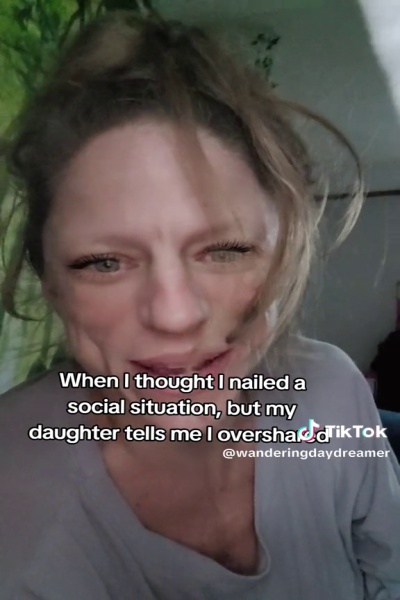 When I thought I nailed a
social situation, but my
daughter tells me I overshared
TikTok
@wanderingdaydreamer